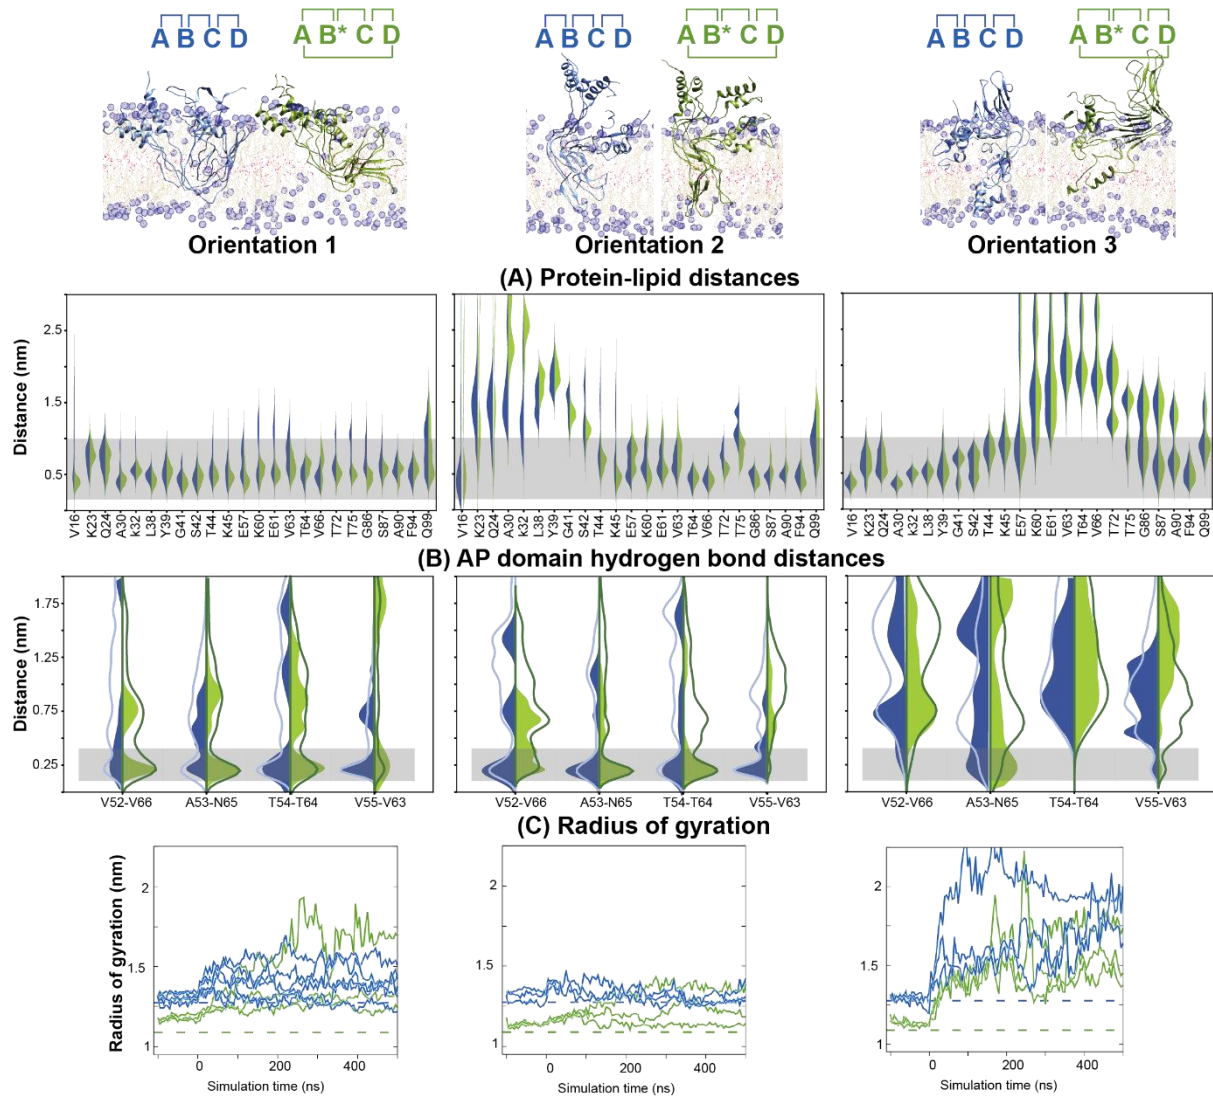 A B C D A B* C D A B C D A B* C D A B C D A B* C D
Orientation 1 Orientation 2 Orientation 3
(A) Protein-lipid distances
Distance (nm)
2.5
1.5
0.5
V16 K23 Q24 A30 k32 L38 Y39 G41 S42 T44 K45 E57 K60 E61 V63 T64 V66 T72 T75 G86 S87 A90 F94 Q99
V16 K23 Q24 A30 k32 L38 Y39 G41 S42 T44 K45 E57 K60 E61 V63 T64 V66 T72 T75 G86 S87 A90 F94 Q99
V16 K23 Q24 A30 k32 L38 Y39 G41 S42 T44 K45 E57 K60 E61 V63 T64 V66 T72 T75 G86 S87 A90 F94 Q99
(B) AP domain hydrogen bond distances
Distance (nm)
1.75
1.25
0.75
0.25
V52-V66 A53-N65 T54-T64 V55-V63
V52-V66 A53-N65 T54-T64 V55-V63
V52-V66 A53-N65 T54-T64 V55-V63
(C) Radius of gyration
Radius of gyration (nm)
2
1.5
1
0 200 400
Simulation time (ns)
2
1.5
1
0 200 400
Simulation time (ns)
2
1.5
1
0 200 400
Simulation time (ns)